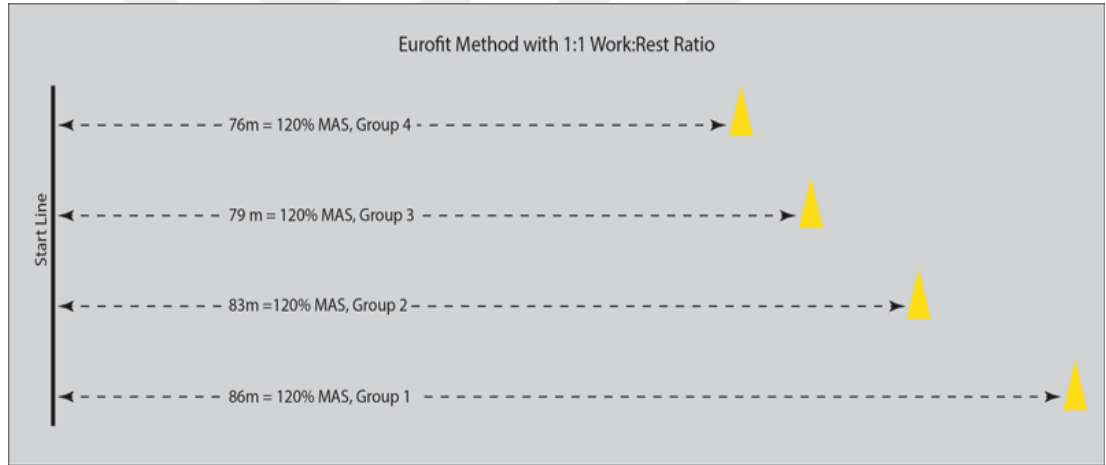 Eurofit Method with 1:1 Work:Rest Ratio
76m = 120% MAS, Group 4
79 m = 120% MAS, Group 3
Start Line
83m =120% MAS, Group 2
86m = 120% MAS, Group 1